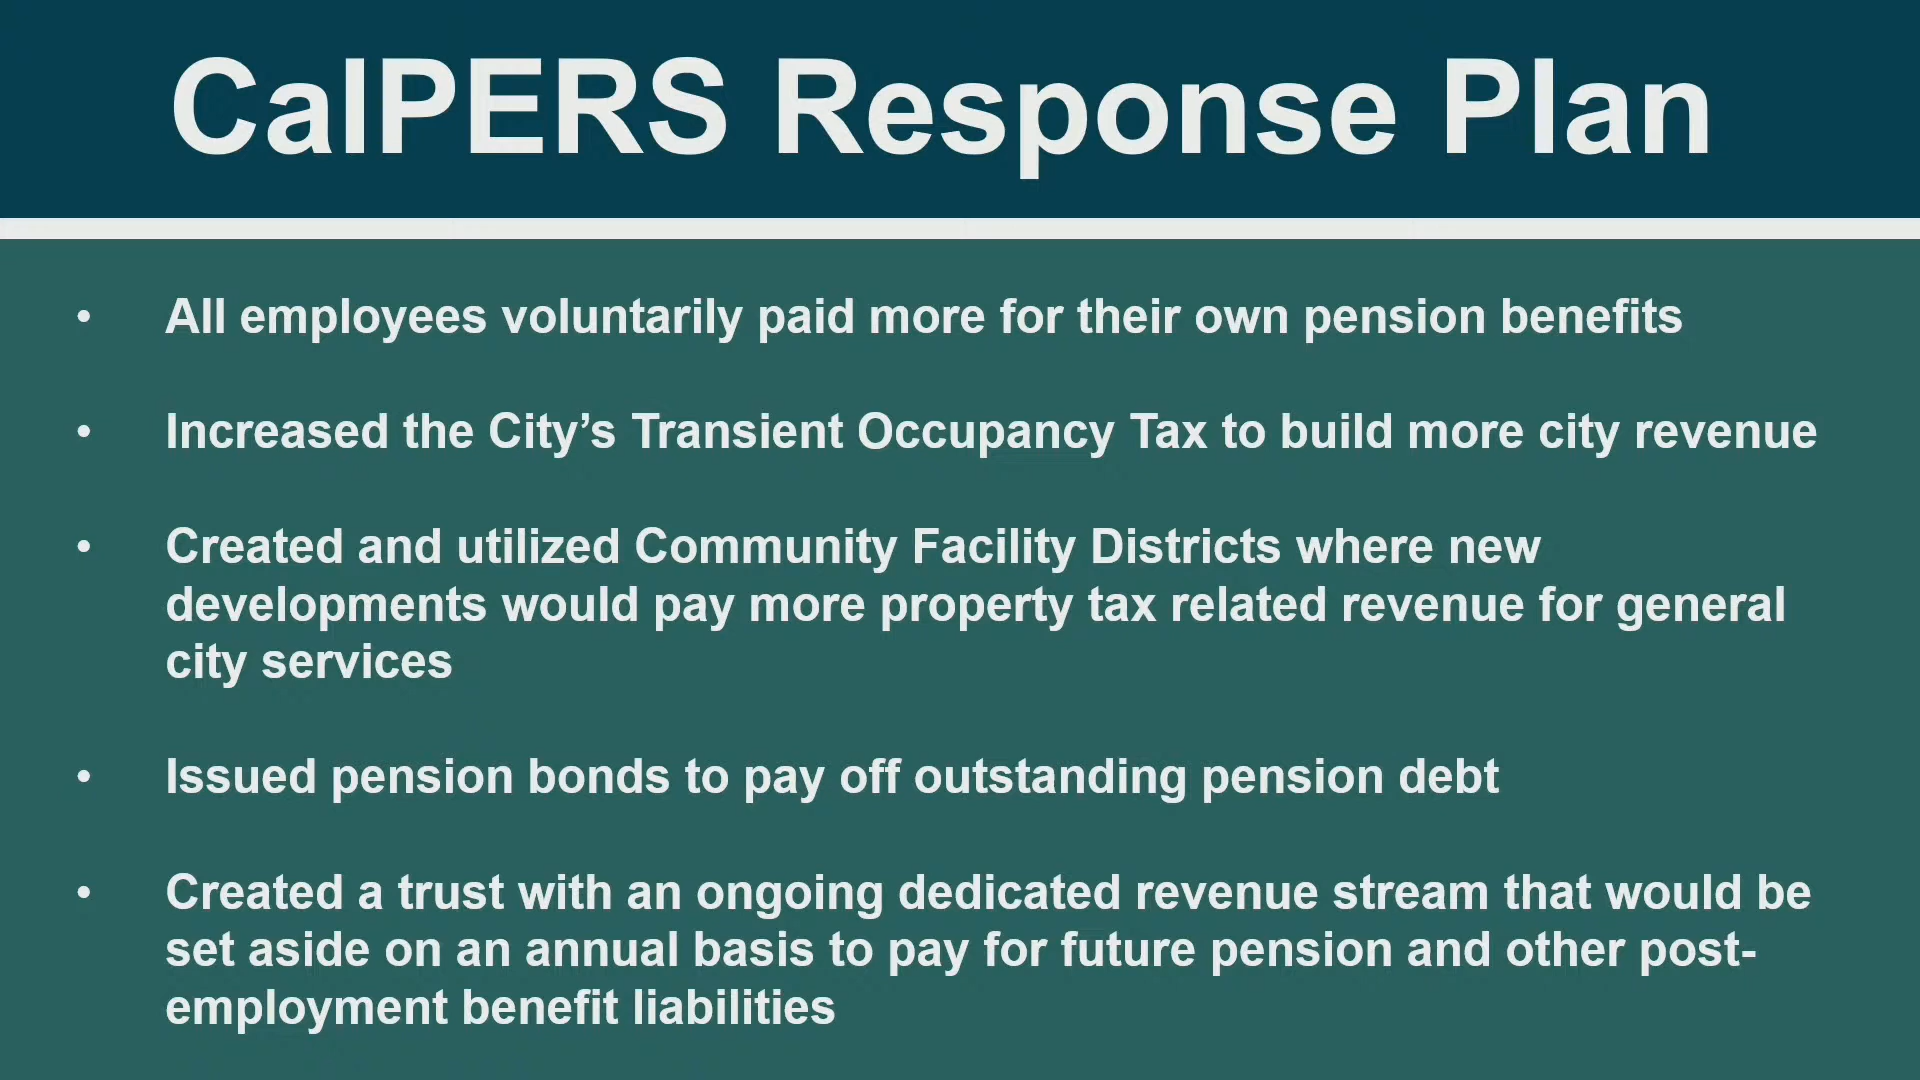 CalPERS Response Plan
• All employees voluntarily paid more for their own pension benefits
• Increased the City’s Transient Occupancy Tax to build more city revenue
• Created and utilized Community Facility Districts where new
developments would pay more property tax related revenue for general
city services
• Issued pension bonds to pay off outstanding pension debt
• Created a trust with an ongoing dedicated revenue stream that would be
set aside on an annual basis to pay for future pension and other post-
employment benefit liabilities